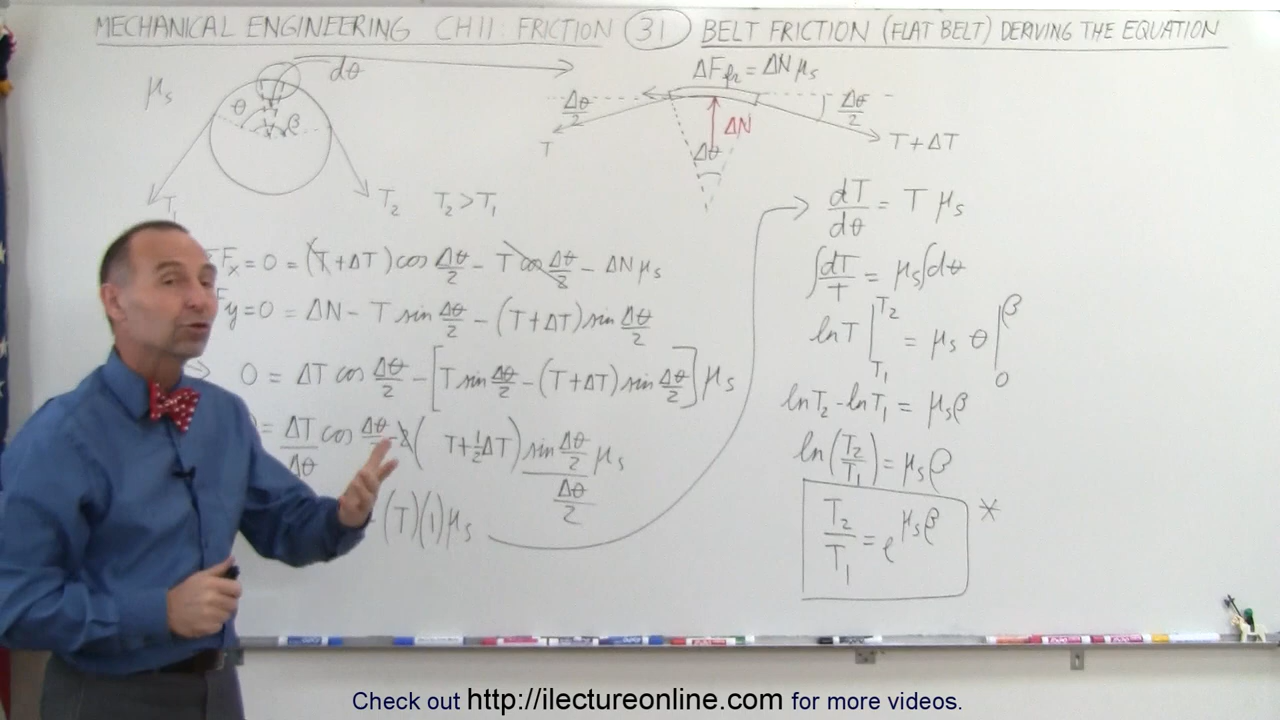 MECHANICAL ENGINEERING CH 11: FRICTION 31 BELT FRICTION (FLAT BELT) DERIVING THE EQUATION
μs
dθ
θ
β
T1
T2
T2 > T1
ΔFfr = ΔN μs
Δθ/2
Δθ/2
ΔN
T
T + ΔT
Δθ
Fx = 0 = (T + ΔT) cos Δθ/2 - T cos Δθ/2 - ΔN μs
Fy = 0 = ΔN - T sin Δθ/2 - (T + ΔT) sin Δθ/2
0 = ΔT cos Δθ/2 - [T sin Δθ/2 - (T + ΔT) sin Δθ/2] μs
= ΔT/Δθ cos Δθ - 2 (T + 1/2 ΔT) sin Δθ/2 / Δθ/2 μs
(T)(1) μs
dT/dθ = T μs
∫ dT/T = μs ∫ dθ
ln T |T1 T2 = μs θ |0 β
ln T2 - ln T1 = μs β
ln (T2/T1) = μs β
T2/T1 = e^μsβ *
Check out http://ilectureonline.com for more videos.